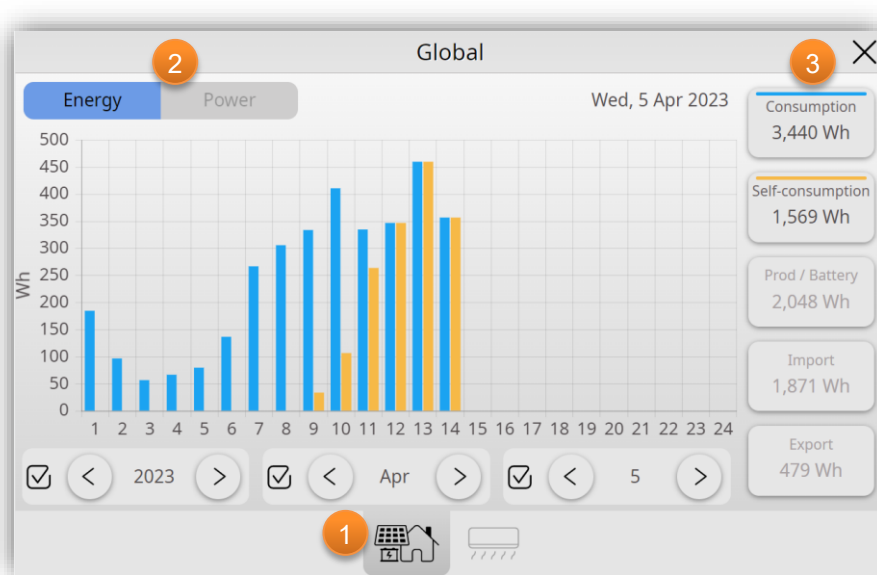 Global
2
3
Energy
Power
Wed, 5 Apr 2023
Consumption
3,440 Wh
Self-consumption
1,569 Wh
Prod / Battery
2,048 Wh
Import
1,871 Wh
Export
479 Wh
Wh
500
450
400
350
300
250
200
150
100
50
0
1 2 3 4 5 6 7 8 9 10 11 12 13 14 15 16 17 18 19 20 21 22 23 24
< 2023 >
< Apr >
< 5 >
1